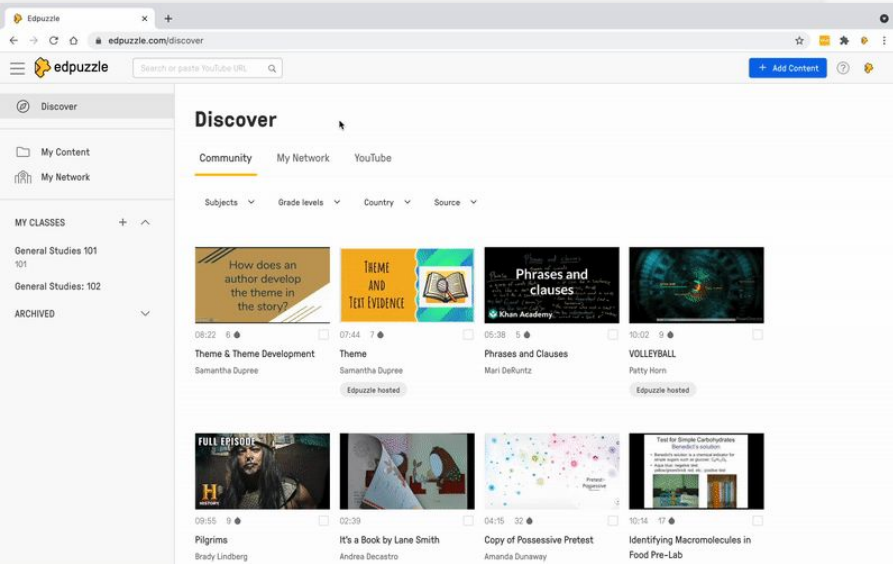 Edpuzzle
edpuzzle.com/discover
edpuzzle
Search or paste YouTube URL
+ Add Content
Discover
My Content
My Network
MY CLASSES
General Studies 101
101
General Studies: 102
ARCHIVED
Discover
Community My Network YouTube
Subjects Grade levels Country Source
How does an
author develop
the theme in
the story?
08:22 6
Theme & Theme Development
Samantha Dupree
THEME
AND
TEXT EVIDENCE
07:44 7
Theme
Samantha Dupree
Edpuzzle hosted
Phrases and
clauses
Khan Academy
05:38 5
Phrases and Clauses
Mari DeRuntz
10:02 9
VOLLEYBALL
Patty Horn
Edpuzzle hosted
FULL EPISODE
H
HISTORY
09:55 9
Pilgrims
Brady Lindberg
02:39
It's a Book by Lane Smith
Andrea Decastro
Pretest-
Possessive
04:15 32
Copy of Possessive Pretest
Amanda Dunaway
Test for Simple Carbohydrates
Benedict's solution
10:14 17
Identifying Macromolecules in
Food Pre-Lab